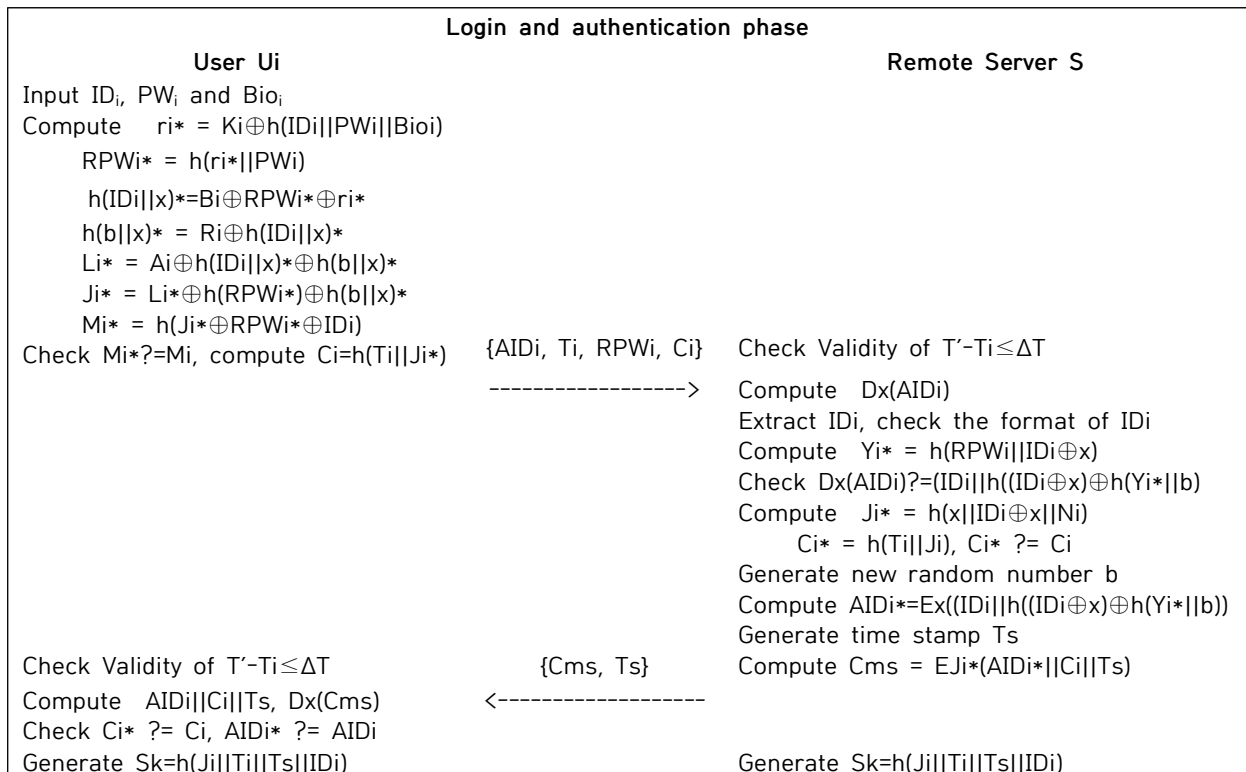 Login and authentication phase
User Ui Remote Server S
Input IDᵢ, PWᵢ and Bioᵢ
Compute ri* = Ki⊕h(IDi||PWi||Bioi)
RPWi* = h(ri*||PWi)
h(IDi||x)*=Bi⊕RPWi*⊕ri*
h(b||x)* = Ri⊕h(IDi||x)*
Li* = Ai⊕h(IDi||x)*⊕h(b||x)*
Ji* = Li*⊕h(RPWi*)⊕h(b||x)*
Mi* = h(Ji*⊕RPWi*⊕IDi)
Check Mi*?=Mi, compute Ci=h(Ti||Ji*) {AIDi, Ti, RPWi, Ci} Check Validity of T′-Ti≤ΔT
------------------> Compute Dx(AIDi)
Extract IDi, check the format of IDi
Compute Yi* = h(RPWi||IDi⊕x)
Check Dx(AIDi)?=(IDi||h((IDi⊕x)⊕h(Yi*||b)
Compute Ji* = h(x||IDi⊕x||Ni)
Ci* = h(Ti||Ji), Ci* ?= Ci
Generate new random number b
Compute AIDi*=Ex((IDi||h((IDi⊕x)⊕h(Yi*||b))
Generate time stamp Ts
Check Validity of T′-Ti≤ΔT {Cms, Ts} Compute Cms = EJi*(AIDi*||Ci||Ts)
Compute AIDi||Ci||Ts, Dx(Cms) <-------------------
Check Ci* ?= Ci, AIDi* ?= AIDi
Generate Sk=h(Ji||Ti||Ts||IDi) Generate Sk=h(Ji||Ti||Ts||IDi)